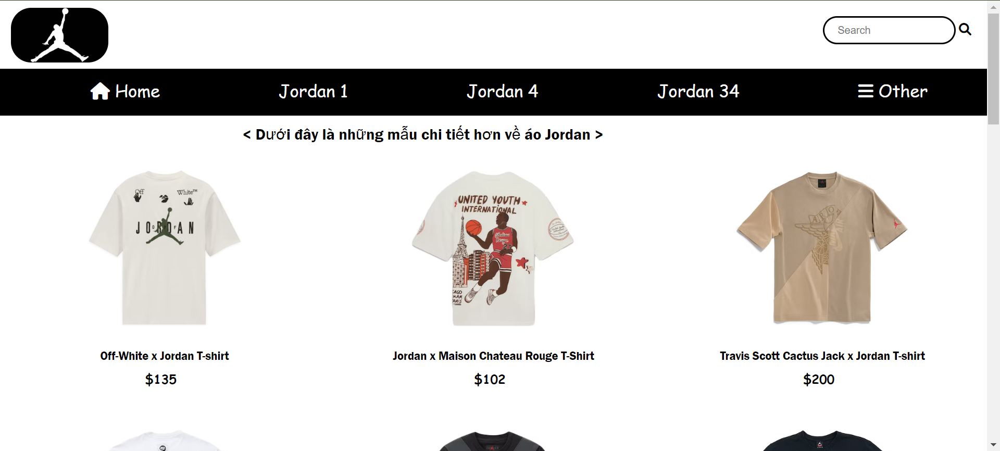 Search
Home
Jordan 1
Jordan 4
Jordan 34
Other
< Dưới đây là những mẫu chi tiết hơn về áo Jordan >
Off
White™
JORDAN
UNITED YOUTH
INTERNATIONAL
Chateau
Rouge
Off-White x Jordan T-shirt
Jordan x Maison Chateau Rouge T-Shirt
Travis Scott Cactus Jack x Jordan T-shirt
$135
$102
$200